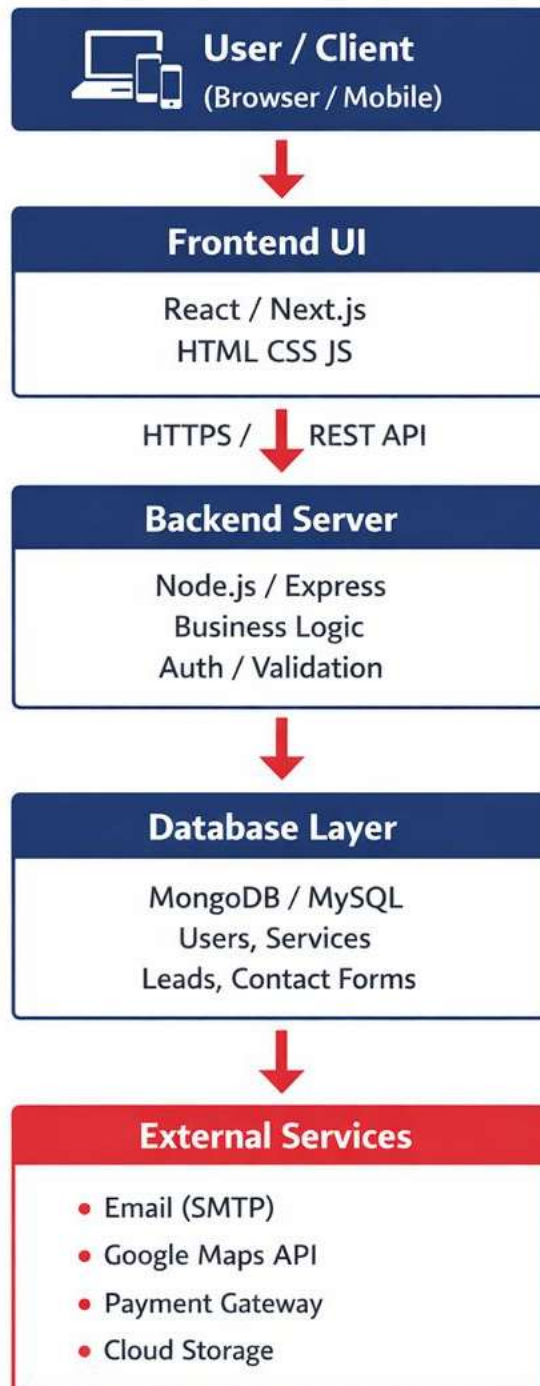 User / Client
(Browser / Mobile)
Frontend UI
React / Next.js
HTML CSS JS
HTTPS / REST API
Backend Server
Node.js / Express
Business Logic
Auth / Validation
Database Layer
MongoDB / MySQL
Users, Services
Leads, Contact Forms
External Services
• Email (SMTP)
• Google Maps API
• Payment Gateway
• Cloud Storage